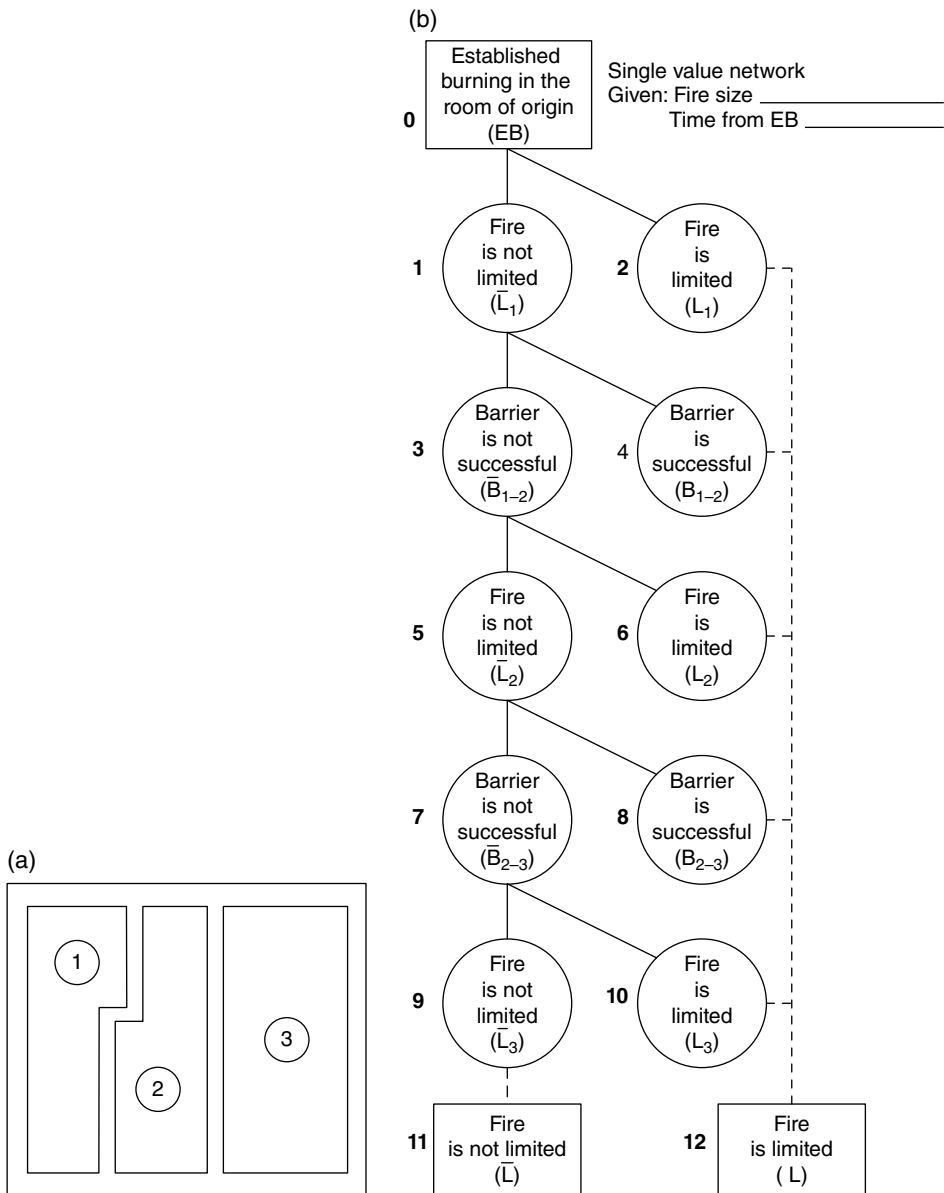 (b)
Established
burning in the
room of origin
(EB)
0
Single value network
Given: Fire size
Time from EB
Fire
is not
limited
(L̅₁)
1
Fire
is
limited
(L₁)
2
Barrier
is not
successful
(B̅₁₋₂)
3
Barrier
is
successful
(B₁₋₂)
4
Fire
is not
limited
(L̅₂)
5
Fire
is
limited
(L₂)
6
Barrier
is not
successful
(B̅₂₋₃)
7
Barrier
is
successful
(B₂₋₃)
8
Fire
is not
limited
(L̅₃)
9
Fire
is
limited
(L₃)
10
Fire
is not limited
(L̅)
11
Fire
is limited
( L)
12
(a)
1
2
3